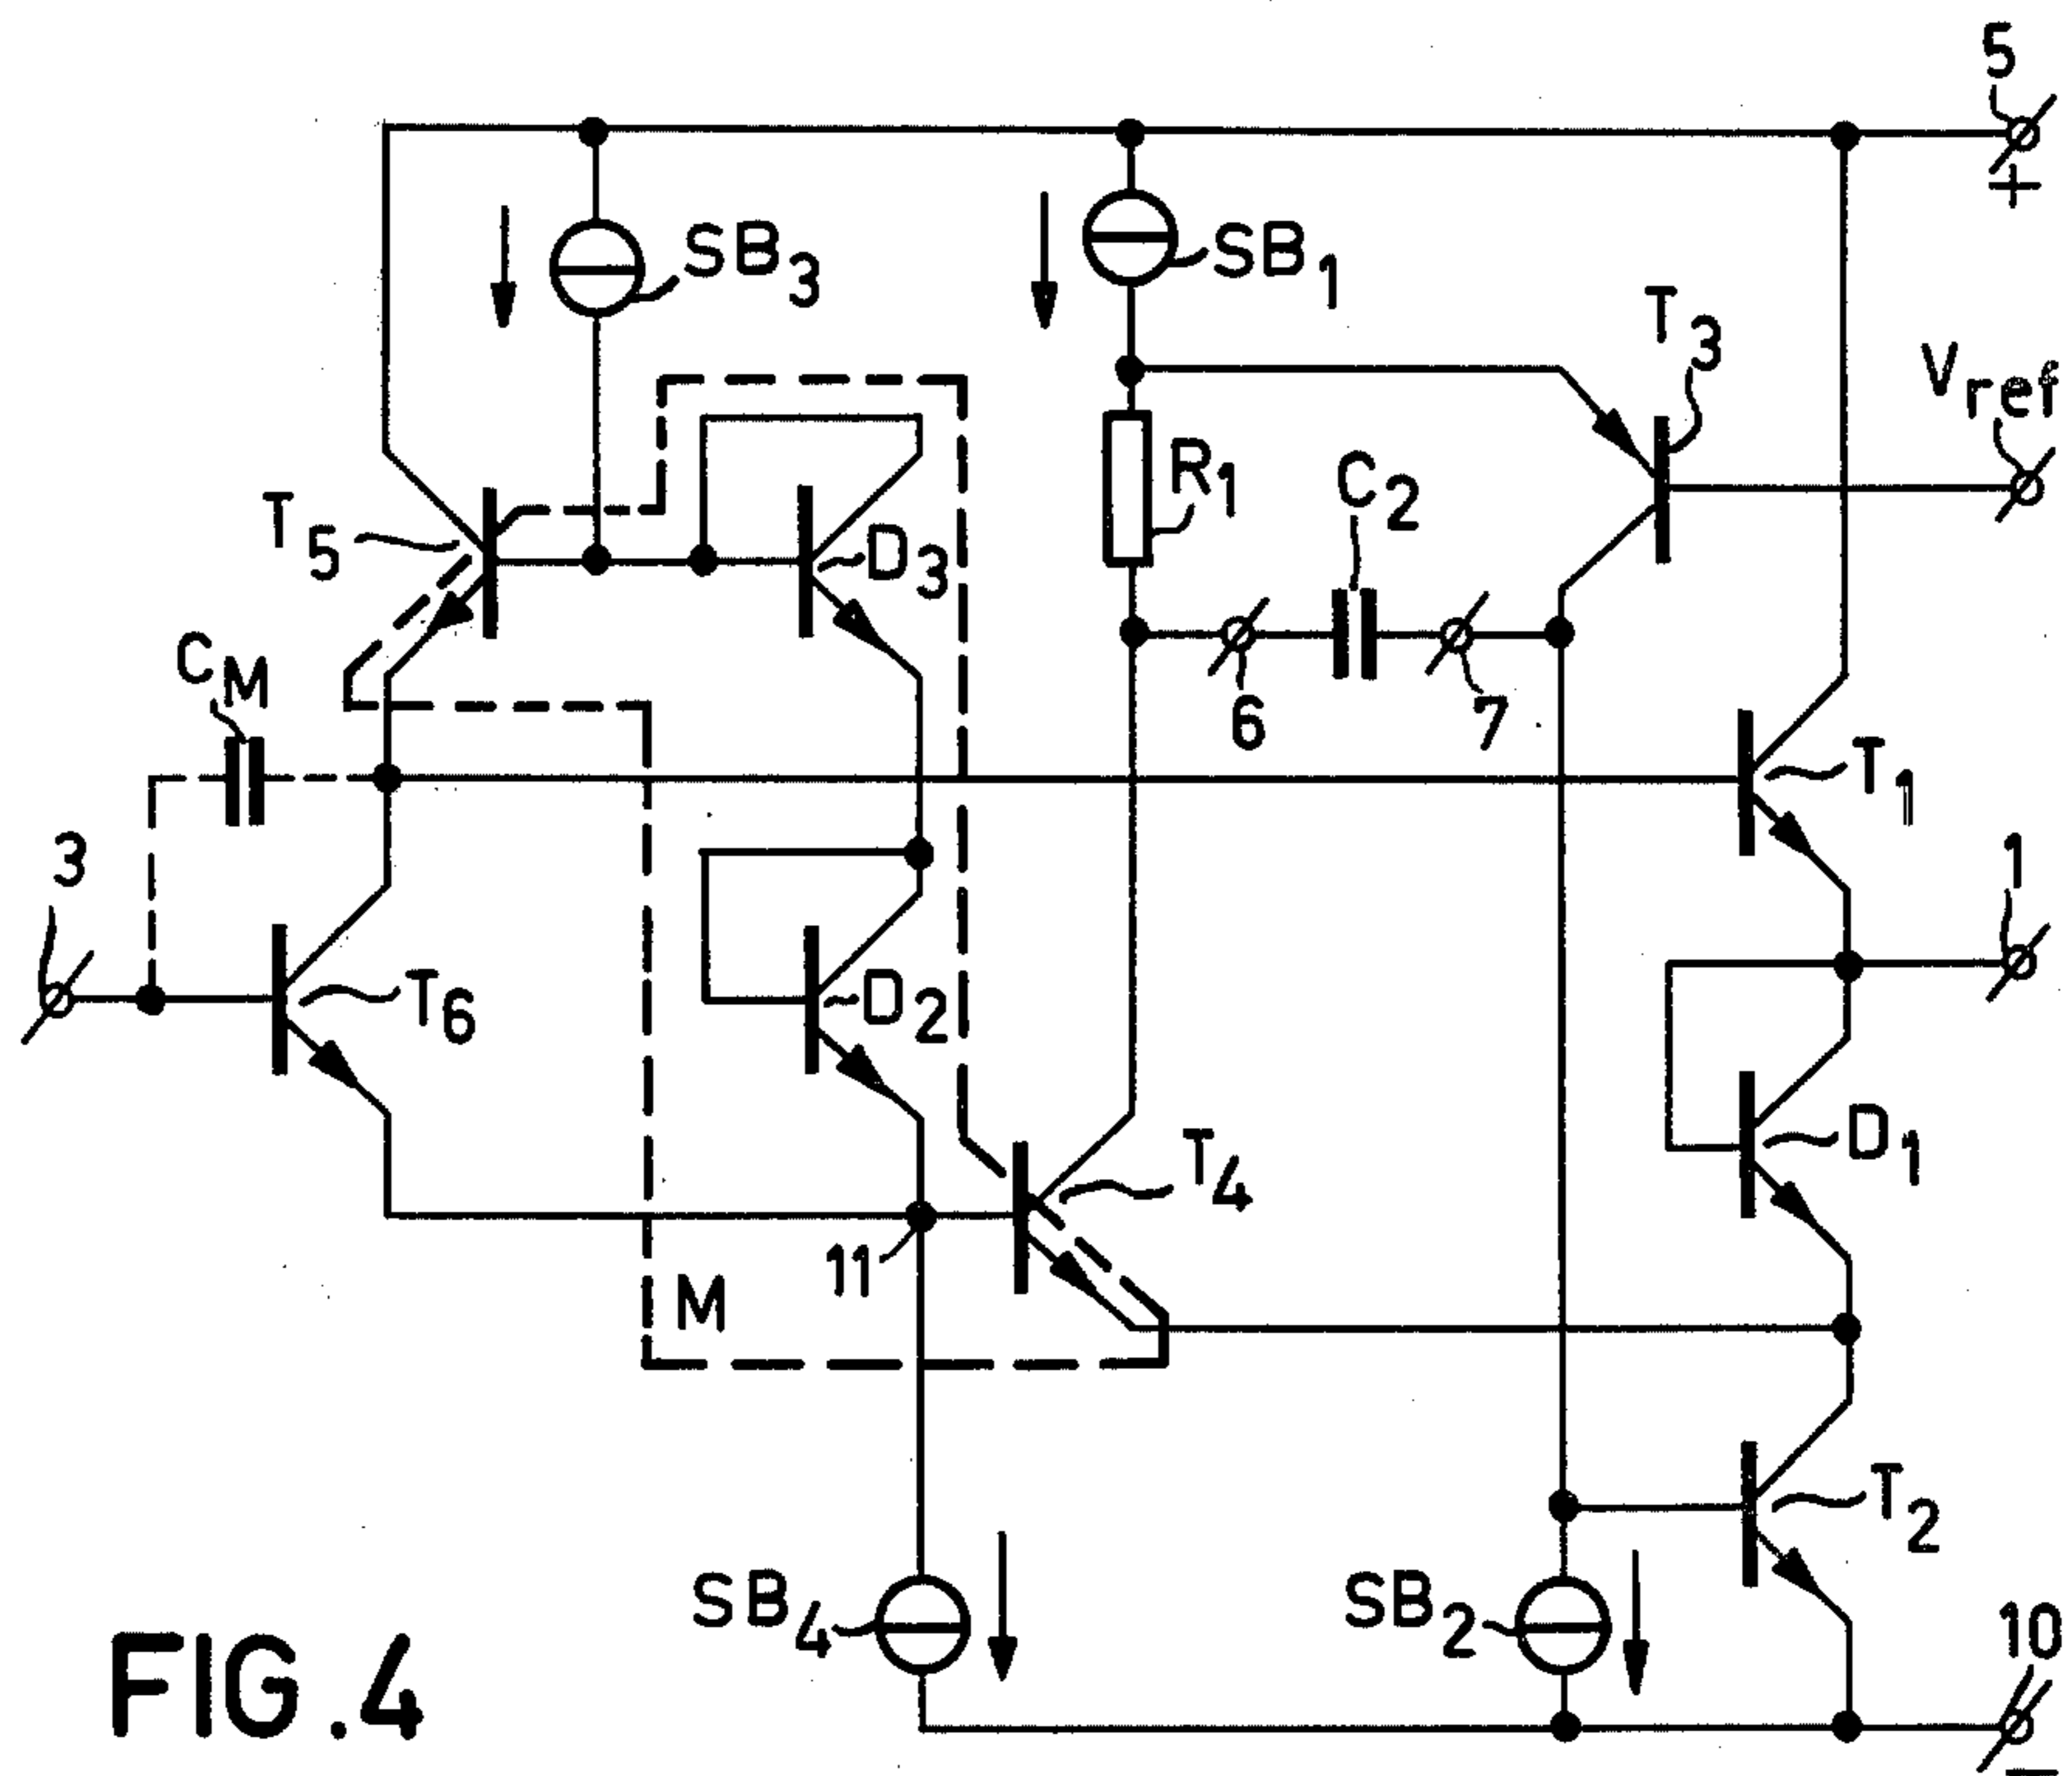 5
+
SB3
SB1
T3
Vref
R1
C2
T5
D3
CM
6
7
T1
3
1
T6
D2
D1
T4
11
M
T2
SB4
SB2
10
FIG.4
–